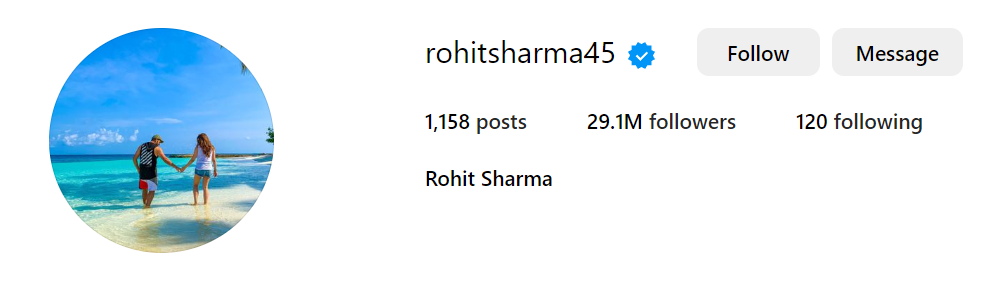 rohitsharma45 Follow Message
1,158 posts 29.1M followers 120 following
Rohit Sharma